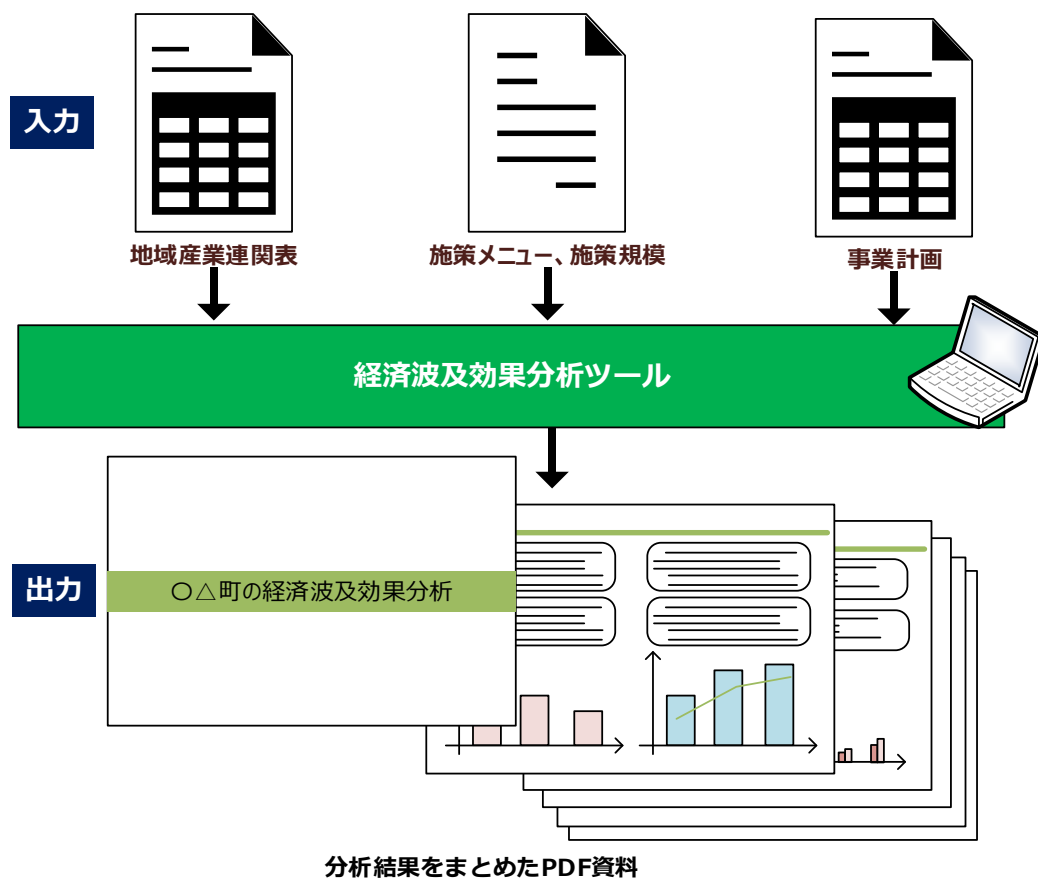 入力
地域産業連関表
施策メニュー、施策規模
事業計画
経済波及効果分析ツール
出力
〇△町の経済波及効果分析
分析結果をまとめたPDF資料